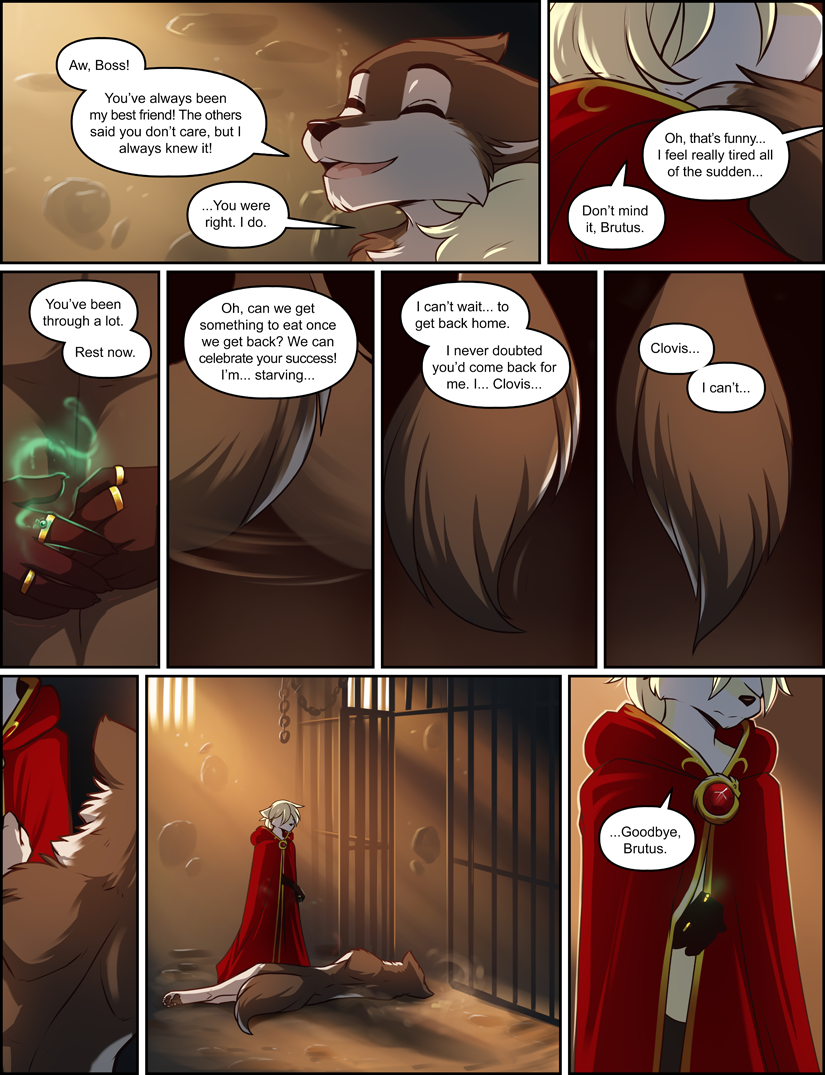 Aw, Boss!
You've always been
my best friend! The others
said you don't care, but I
always knew it!
...You were
right. I do.
Oh, that's funny...
I feel really tired all
of the sudden...
Don't mind
it, Brutus.
You've been
through a lot.
Rest now.
Oh, can we get
something to eat once
we get back? We can
celebrate your success!
I'm... starving...
I can't wait... to
get back home.
I never doubted
you'd come back for
me. I... Clovis...
Clovis...
I can't...
...Goodbye,
Brutus.